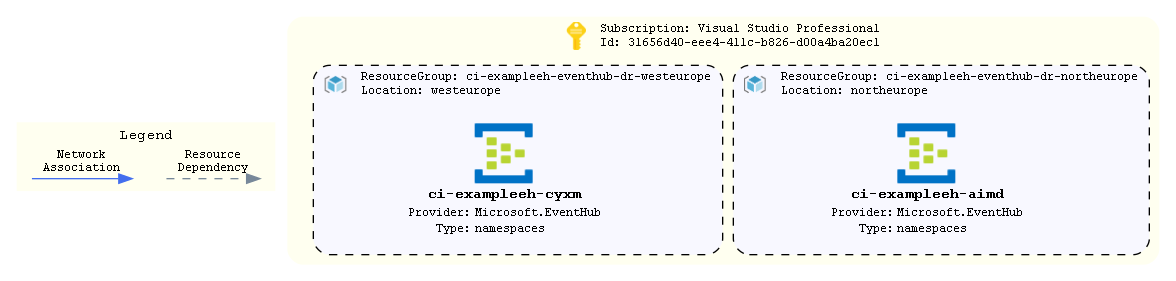 Subscription: Visual Studio Professional
Id: 31656d40-eee4-411c-b826-d00a4ba20ec1
ResourceGroup: ci-exampleeh-eventhub-dr-westeurope
Location: westeurope
ResourceGroup: ci-exampleeh-eventhub-dr-northeurope
Location: northeurope
Legend
Network
Association
Resource
Dependency
ci-exampleeh-cyxm
Provider: Microsoft.EventHub
Type: namespaces
ci-exampleeh-aimd
Provider: Microsoft.EventHub
Type: namespaces